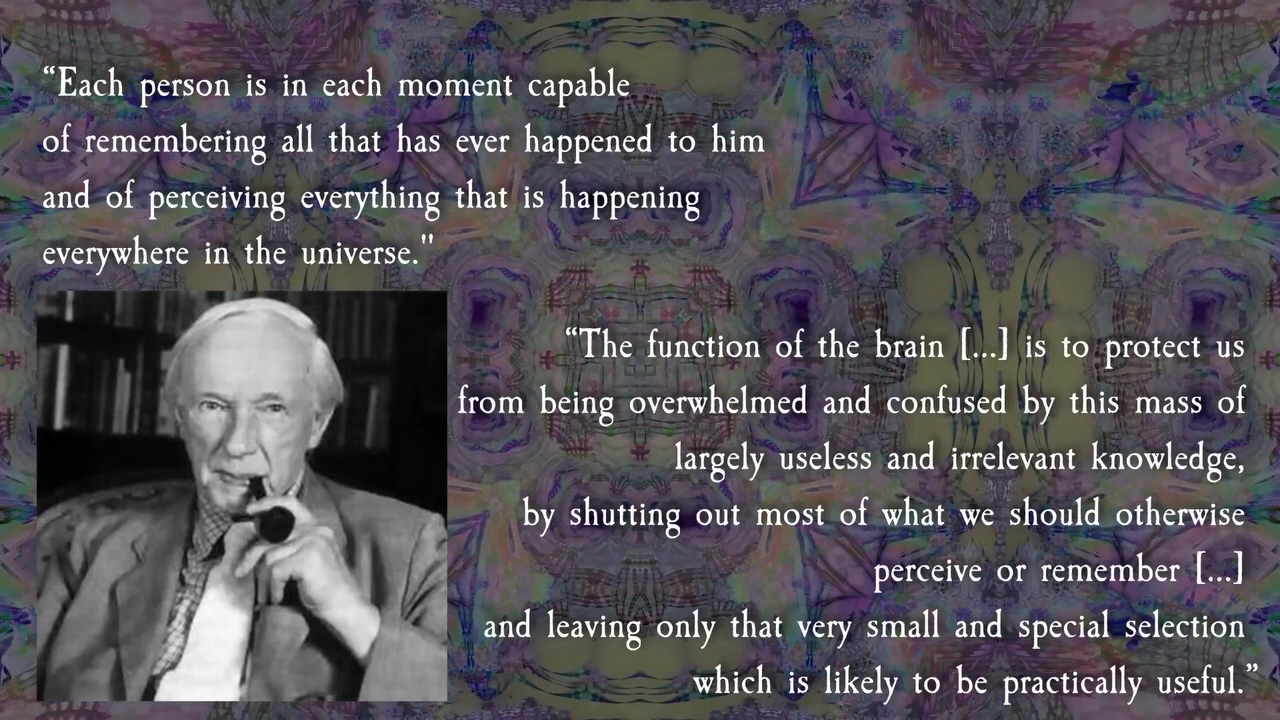 “Each person is in each moment capable
of remembering all that has ever happened to him
and of perceiving everything that is happening
everywhere in the universe."
“The function of the brain [...] is to protect us
from being overwhelmed and confused by this mass of
largely useless and irrelevant knowledge,
by shutting out most of what we should otherwise
perceive or remember [...]
and leaving only that very small and special selection
which is likely to be practically useful.”